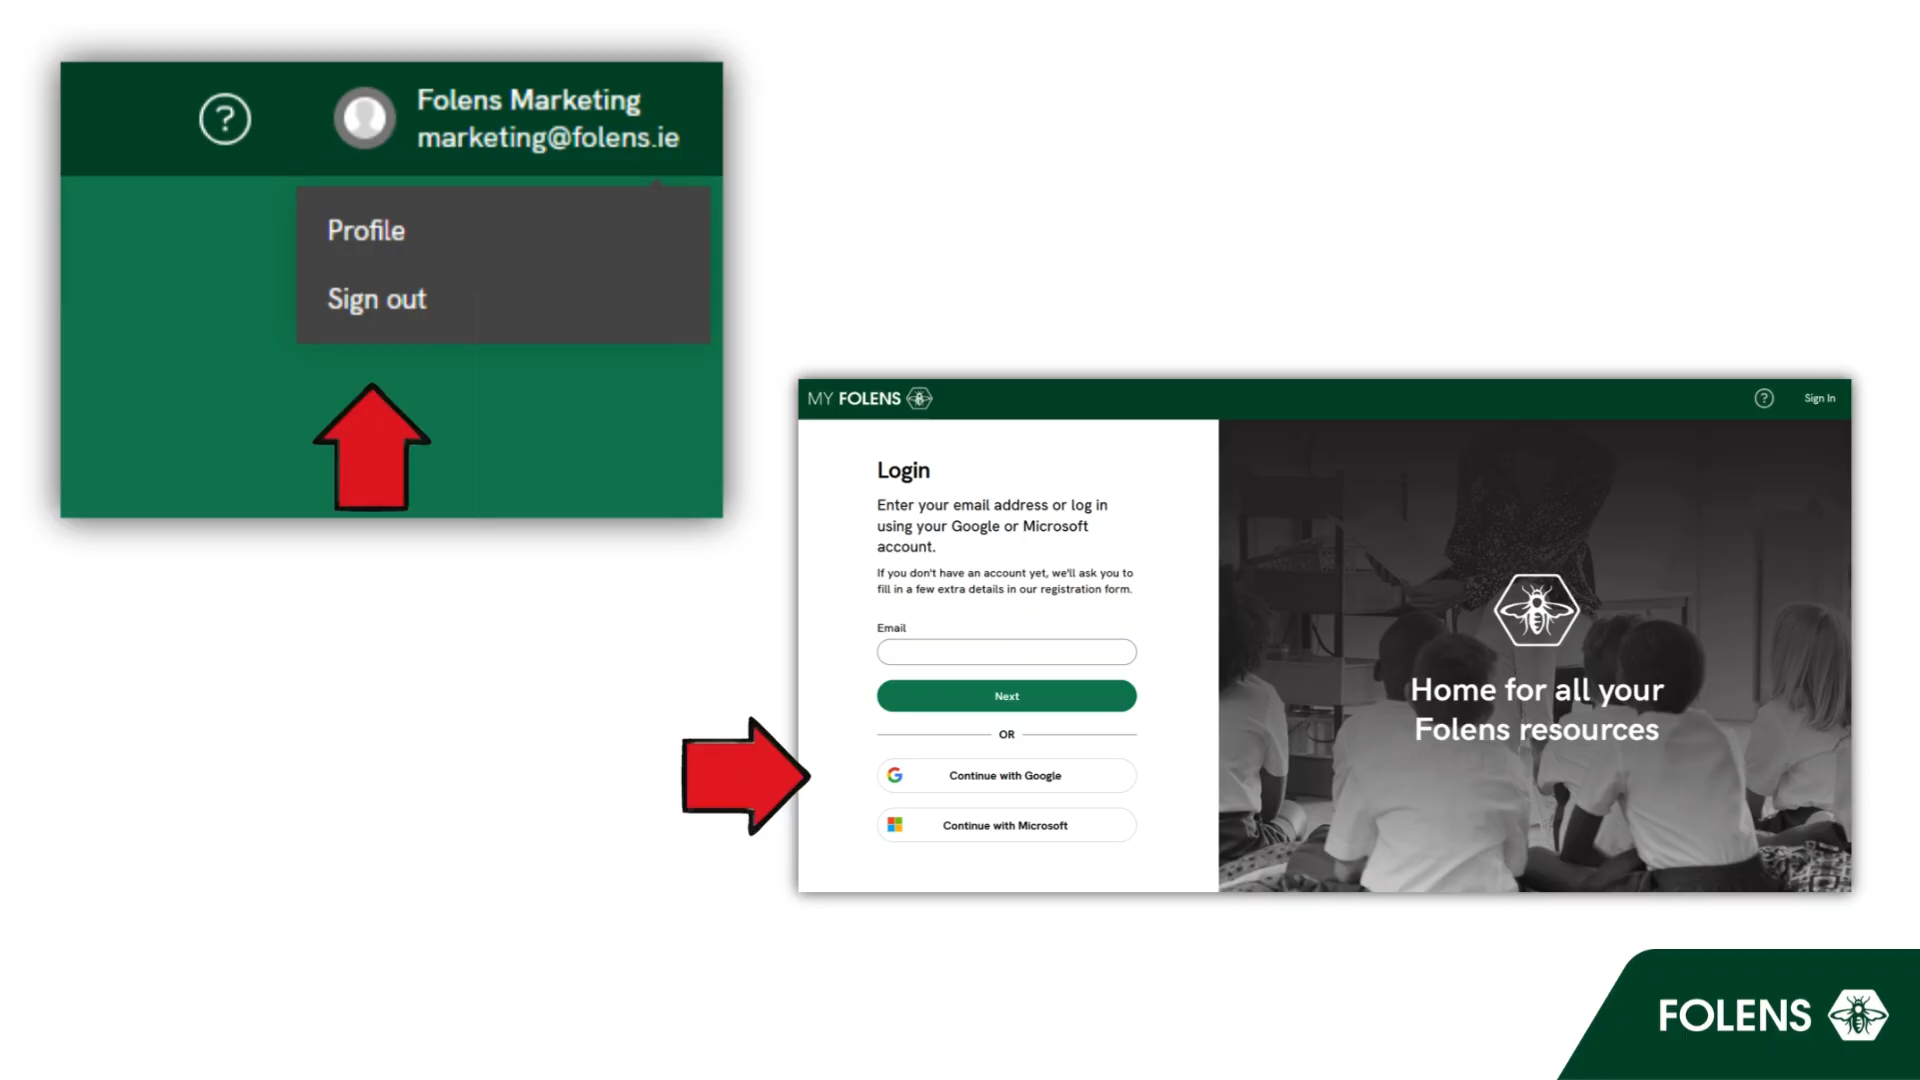 ?
Folens Marketing
marketing@folens.ie
Profile
Sign out
MY FOLENS
?
Sign In
Login
Enter your email address or log in
using your Google or Microsoft
account.
If you don't have an account yet, we'll ask you to
fill in a few extra details in our registration form.
Email
Next
OR
Continue with Google
Continue with Microsoft
Home for all your
Folens resources
FOLENS